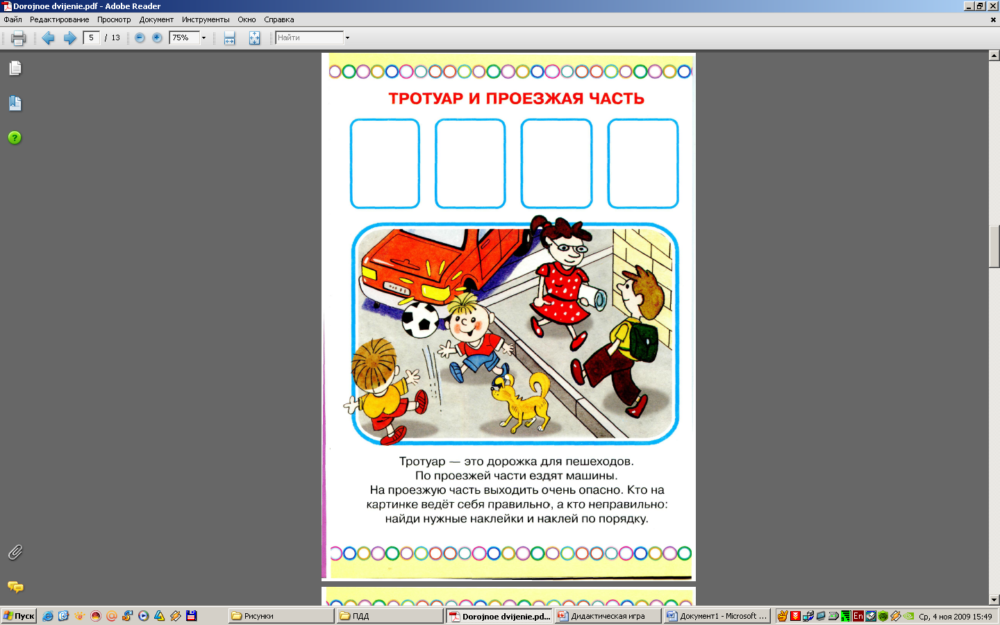 Dorojnoe dvijenie.pdf - Adobe Reader
Файл Редактирование Просмотр Документ Инструменты Окно Справка
5 / 13 75% Найти
ТРОТУАР И ПРОЕЗЖАЯ ЧАСТЬ
Тротуар — это дорожка для пешеходов.
По проезжей части ездят машины.
На проезжую часть выходить очень опасно. Кто на
картинке ведёт себя правильно, а кто неправильно:
найди нужные наклейки и наклей по порядку.
Пуск Рисунки ПДД Dorojnoe dvijenie.pd... Дидактическая игра Документ1 - Microsoft ... En Ср, 4 ноя 2009 15:49